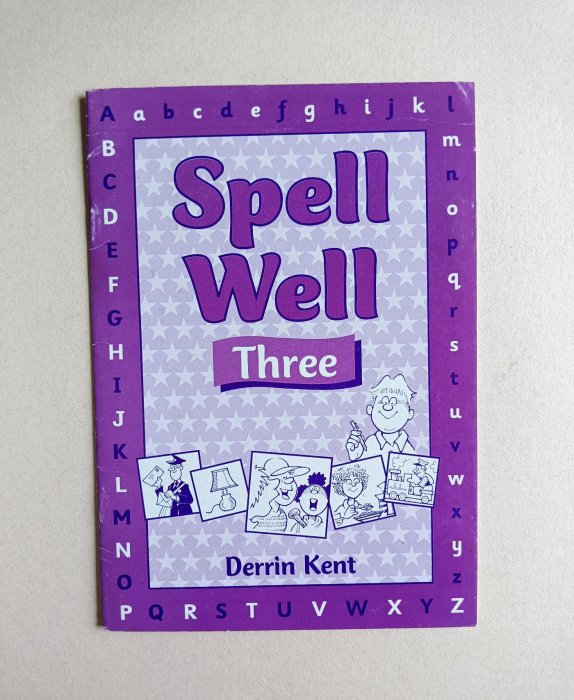 A a b c d e f g h i j k l
B
C
D
E
F
G
H
I
J
K
L
M
N
O
P Q R S T U V W X Y Z
m
n
o
p
q
r
s
t
u
v
w
x
y
z
Spell
Well
Three
Derrin Kent